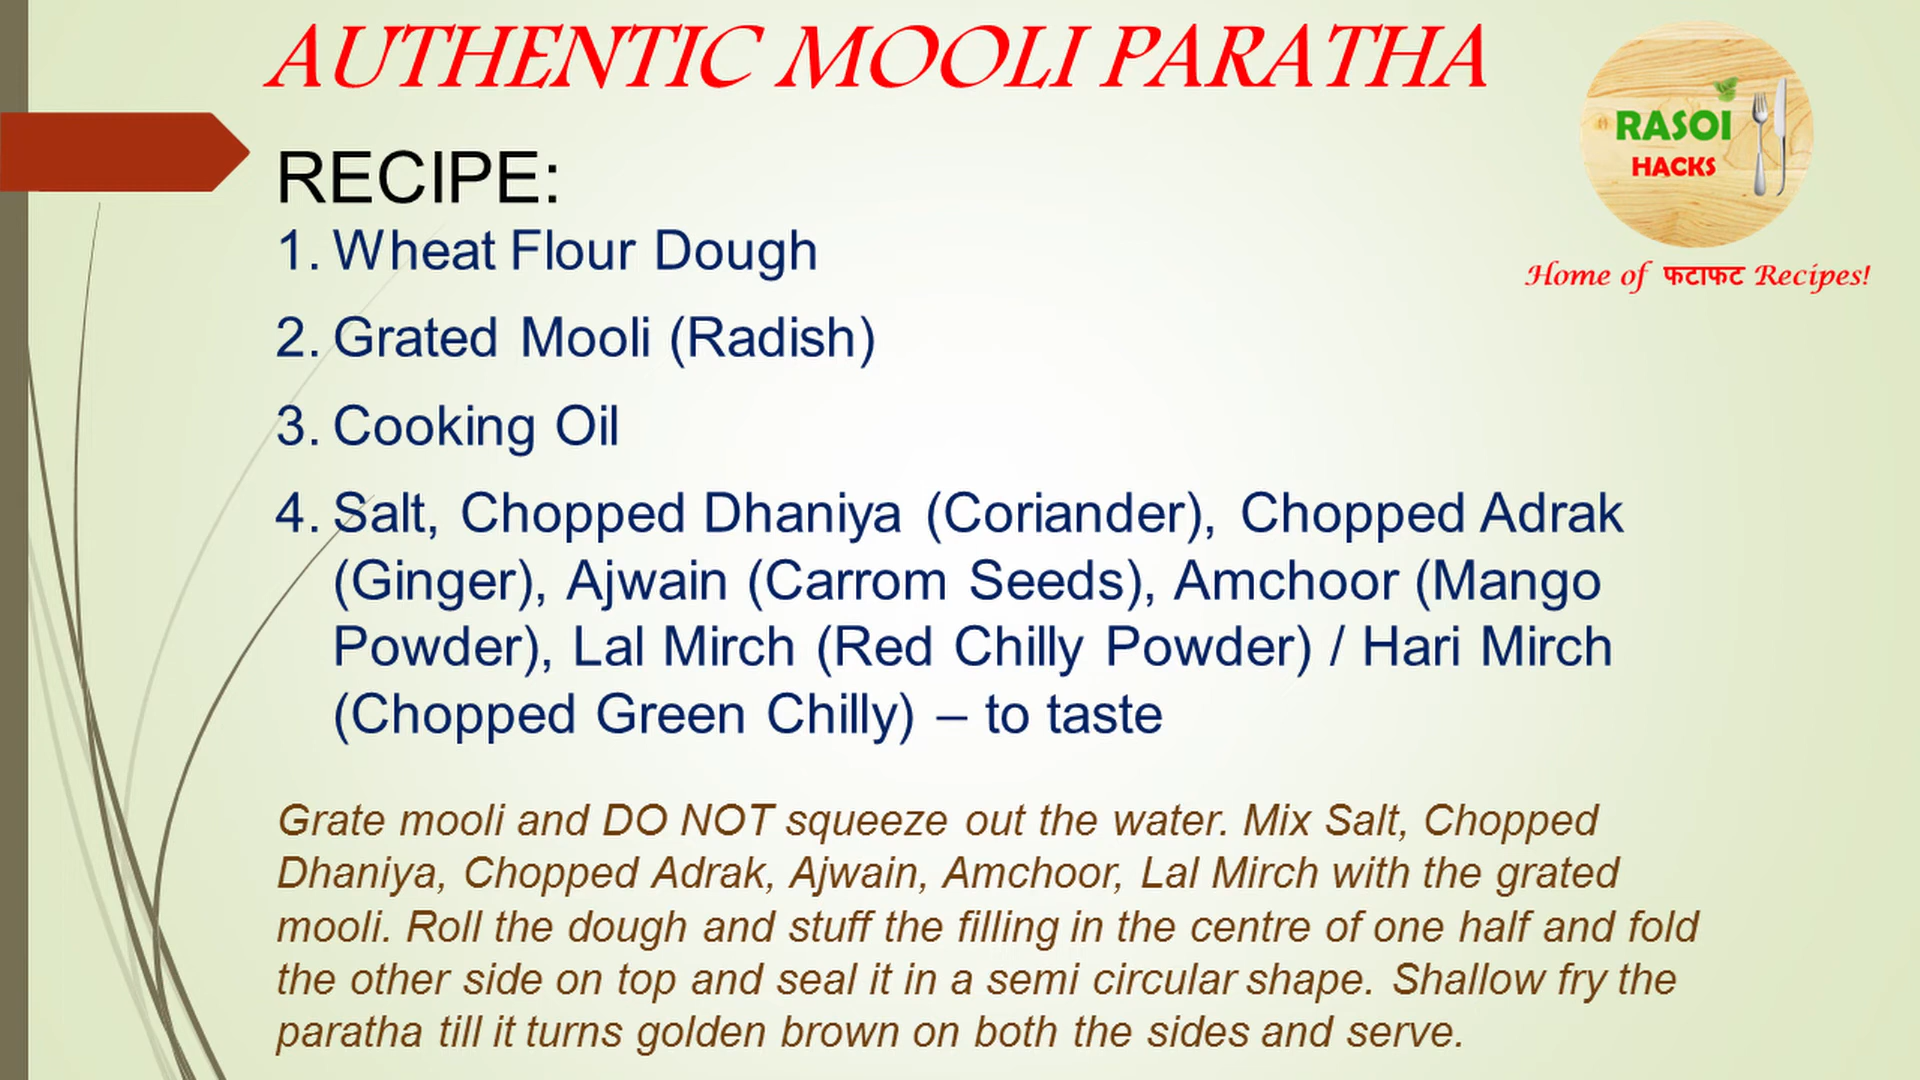 AUTHENTIC MOOLI PARATHA
RASOI
HACKS
Home of फटाफट Recipes!
RECIPE:
1. Wheat Flour Dough
2. Grated Mooli (Radish)
3. Cooking Oil
4. Salt, Chopped Dhaniya (Coriander), Chopped Adrak
(Ginger), Ajwain (Carrom Seeds), Amchoor (Mango
Powder), Lal Mirch (Red Chilly Powder) / Hari Mirch
(Chopped Green Chilly) – to taste
Grate mooli and DO NOT squeeze out the water. Mix Salt, Chopped
Dhaniya, Chopped Adrak, Ajwain, Amchoor, Lal Mirch with the grated
mooli. Roll the dough and stuff the filling in the centre of one half and fold
the other side on top and seal it in a semi circular shape. Shallow fry the
paratha till it turns golden brown on both the sides and serve.